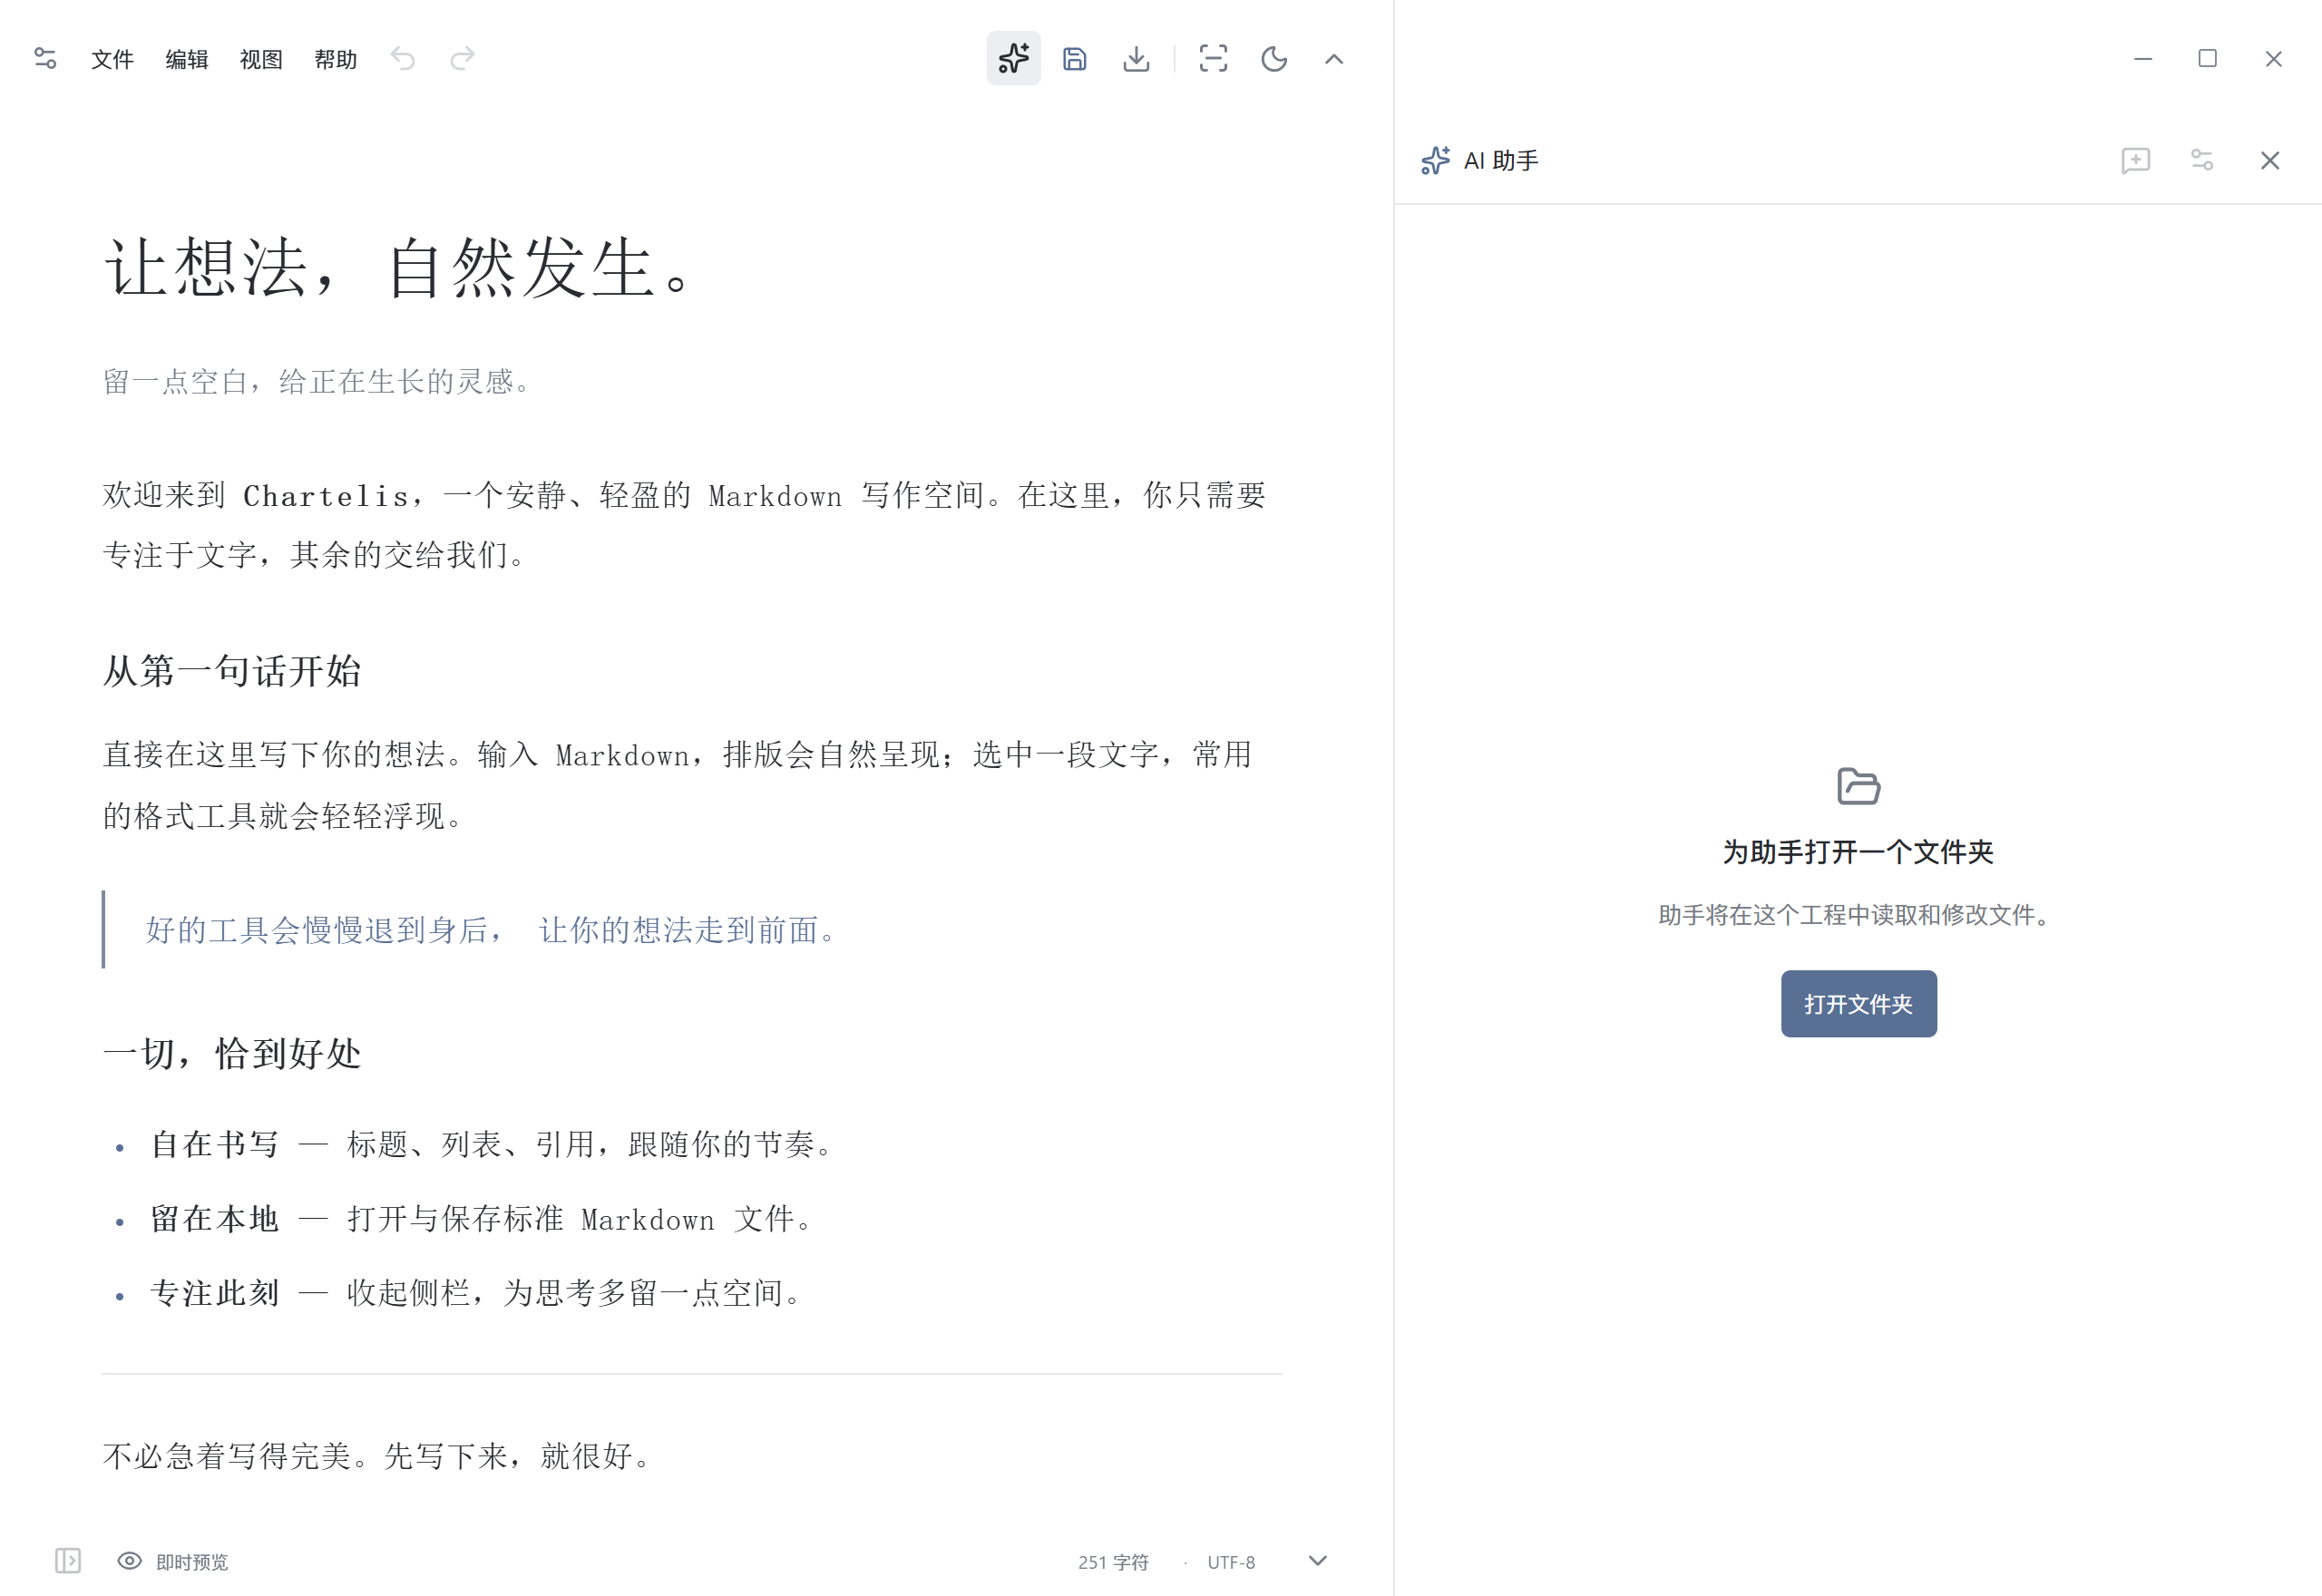 文件 编辑 视图 帮助
AI 助手
让想法，自然发生。
留一点空白，给正在生长的灵感。
欢迎来到 Chartelis，一个安静、轻盈的 Markdown 写作空间。在这里，你只需要
专注于文字，其余的交给我们。
从第一句话开始
直接在这里写下你的想法。输入 Markdown，排版会自然呈现；选中一段文字，常用
的格式工具就会轻轻浮现。
好的工具会慢慢退到身后， 让你的想法走到前面。
一切，恰到好处
• 自在书写 — 标题、列表、引用，跟随你的节奏。
• 留在本地 — 打开与保存标准 Markdown 文件。
• 专注此刻 — 收起侧栏，为思考多留一点空间。
不必急着写得完美。先写下来，就很好。
为助手打开一个文件夹
助手将在这个工程中读取和修改文件。
打开文件夹
即时预览
251 字符 · UTF-8